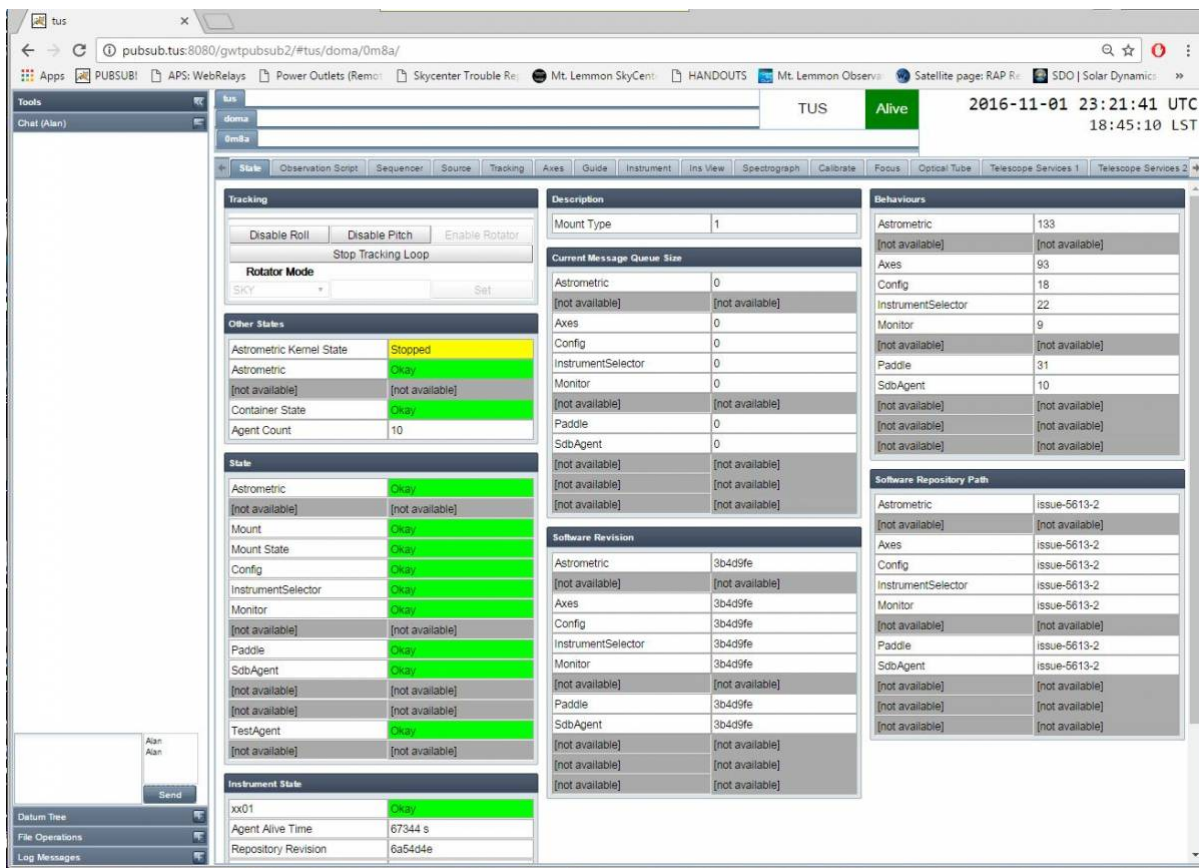 tus
pubsub.tus:8080/gwtpubsub2/#tus/doma/0m8a/
Apps PUBSUB! APS: WebRelays Power Outlets (Remot Skycenter Trouble Re Mt. Lemmon SkyCent HANDOUTS Mt. Lemmon Observa Satellite page: RAP Re SDO | Solar Dynamics »
Tools
Chat (Alan)
tus
doma
0m8a
TUS Alive
2016-11-01 23:21:41 UTC
18:45:10 LST
State Observation Script Sequencer Source Tracking Axes Guide Instrument Ins View Spectrograph Calibrate Focus Optical Tube Telescope Services 1 Telescope Services 2
Tracking
Disable Roll Disable Pitch Enable Rotator
Stop Tracking Loop
Rotator Mode
SKY Set
Other States
Astrometric Kernel State Stopped
Astrometric Okay
[not available] [not available]
Container State Okay
Agent Count 10
State
Astrometric Okay
[not available] [not available]
Mount Okay
Mount State Okay
Config Okay
InstrumentSelector Okay
Monitor Okay
[not available] [not available]
Paddle Okay
SdbAgent Okay
[not available] [not available]
[not available] [not available]
TestAgent Okay
[not available] [not available]
Instrument State
xx01 Okay
Agent Alive Time 67344 s
Repository Revision 6a54d4e
Description
Mount Type 1
Current Message Queue Size
Astrometric 0
[not available] [not available]
Axes 0
Config 0
InstrumentSelector 0
Monitor 0
[not available] [not available]
Paddle 0
SdbAgent 0
[not available] [not available]
[not available] [not available]
[not available] [not available]
Software Revision
Astrometric 3b4d9fe
[not available] [not available]
Axes 3b4d9fe
Config 3b4d9fe
InstrumentSelector 3b4d9fe
Monitor 3b4d9fe
[not available] [not available]
Paddle 3b4d9fe
SdbAgent 3b4d9fe
[not available] [not available]
[not available] [not available]
[not available] [not available]
Behaviours
Astrometric 133
[not available] [not available]
Axes 93
Config 18
InstrumentSelector 22
Monitor 9
[not available] [not available]
Paddle 31
SdbAgent 10
[not available] [not available]
[not available] [not available]
[not available] [not available]
Software Repository Path
Astrometric issue-5613-2
[not available] [not available]
Axes issue-5613-2
Config issue-5613-2
InstrumentSelector issue-5613-2
Monitor issue-5613-2
[not available] [not available]
Paddle issue-5613-2
SdbAgent issue-5613-2
[not available] [not available]
[not available] [not available]
[not available] [not available]
Alan
Alan
Send
Datum Tree
File Operations
Log Messages